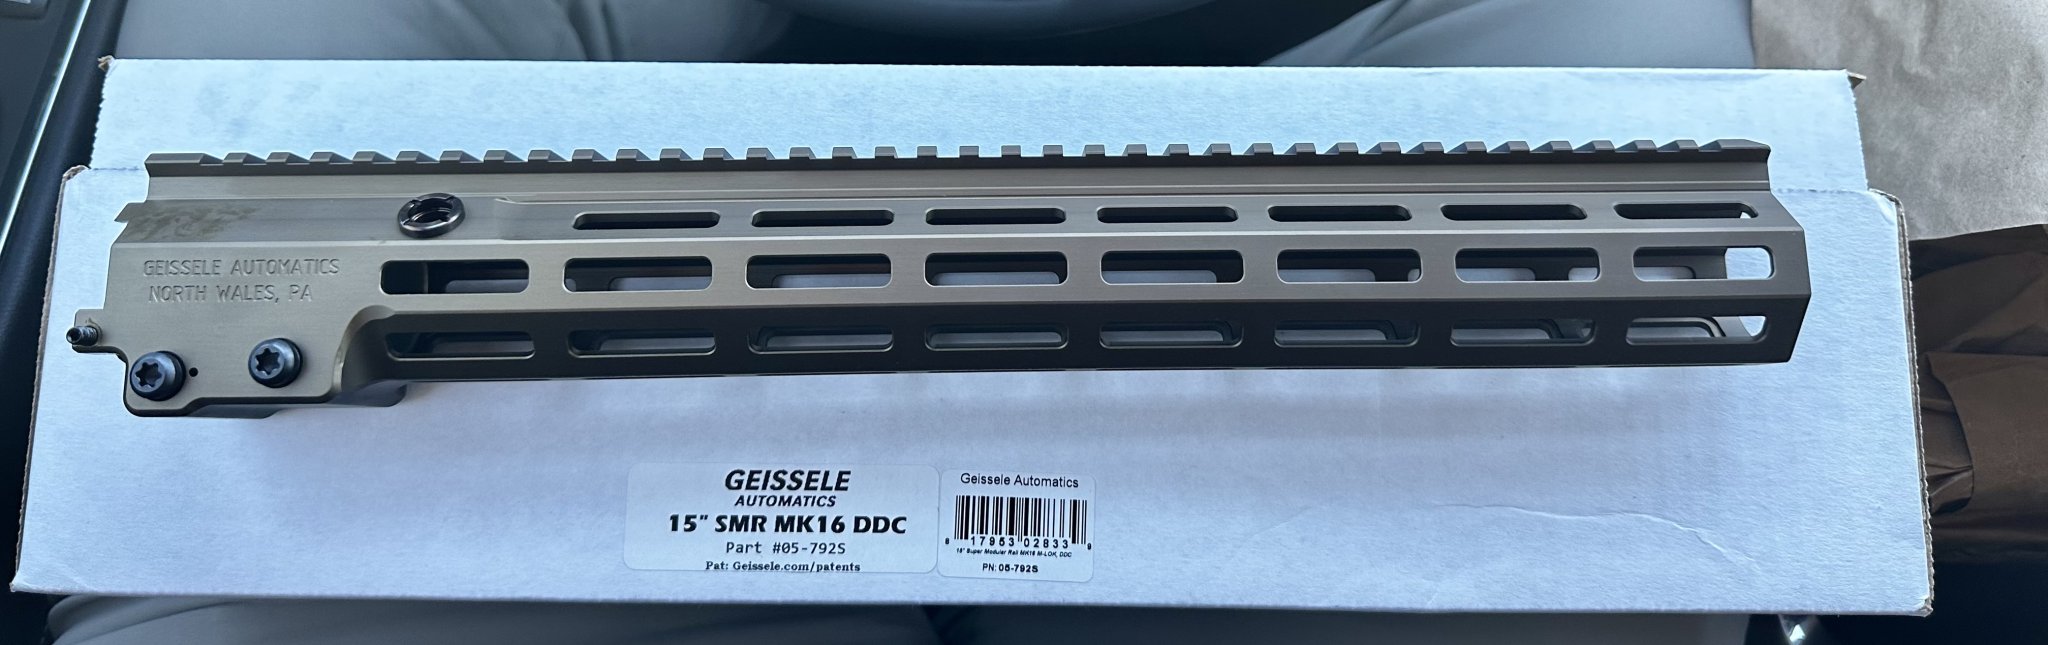 GEISSELE AUTOMATICS
NORTH WALES, PA
GEISSELE
AUTOMATICS
15" SMR MK16 DDC
Part #05-792S
Pat: Geissele.com/patents
Geissele Automatics
8 17953 02833 9
15" Super Modular Rail MK16 M-LOK, DDC
PN: 05-792S